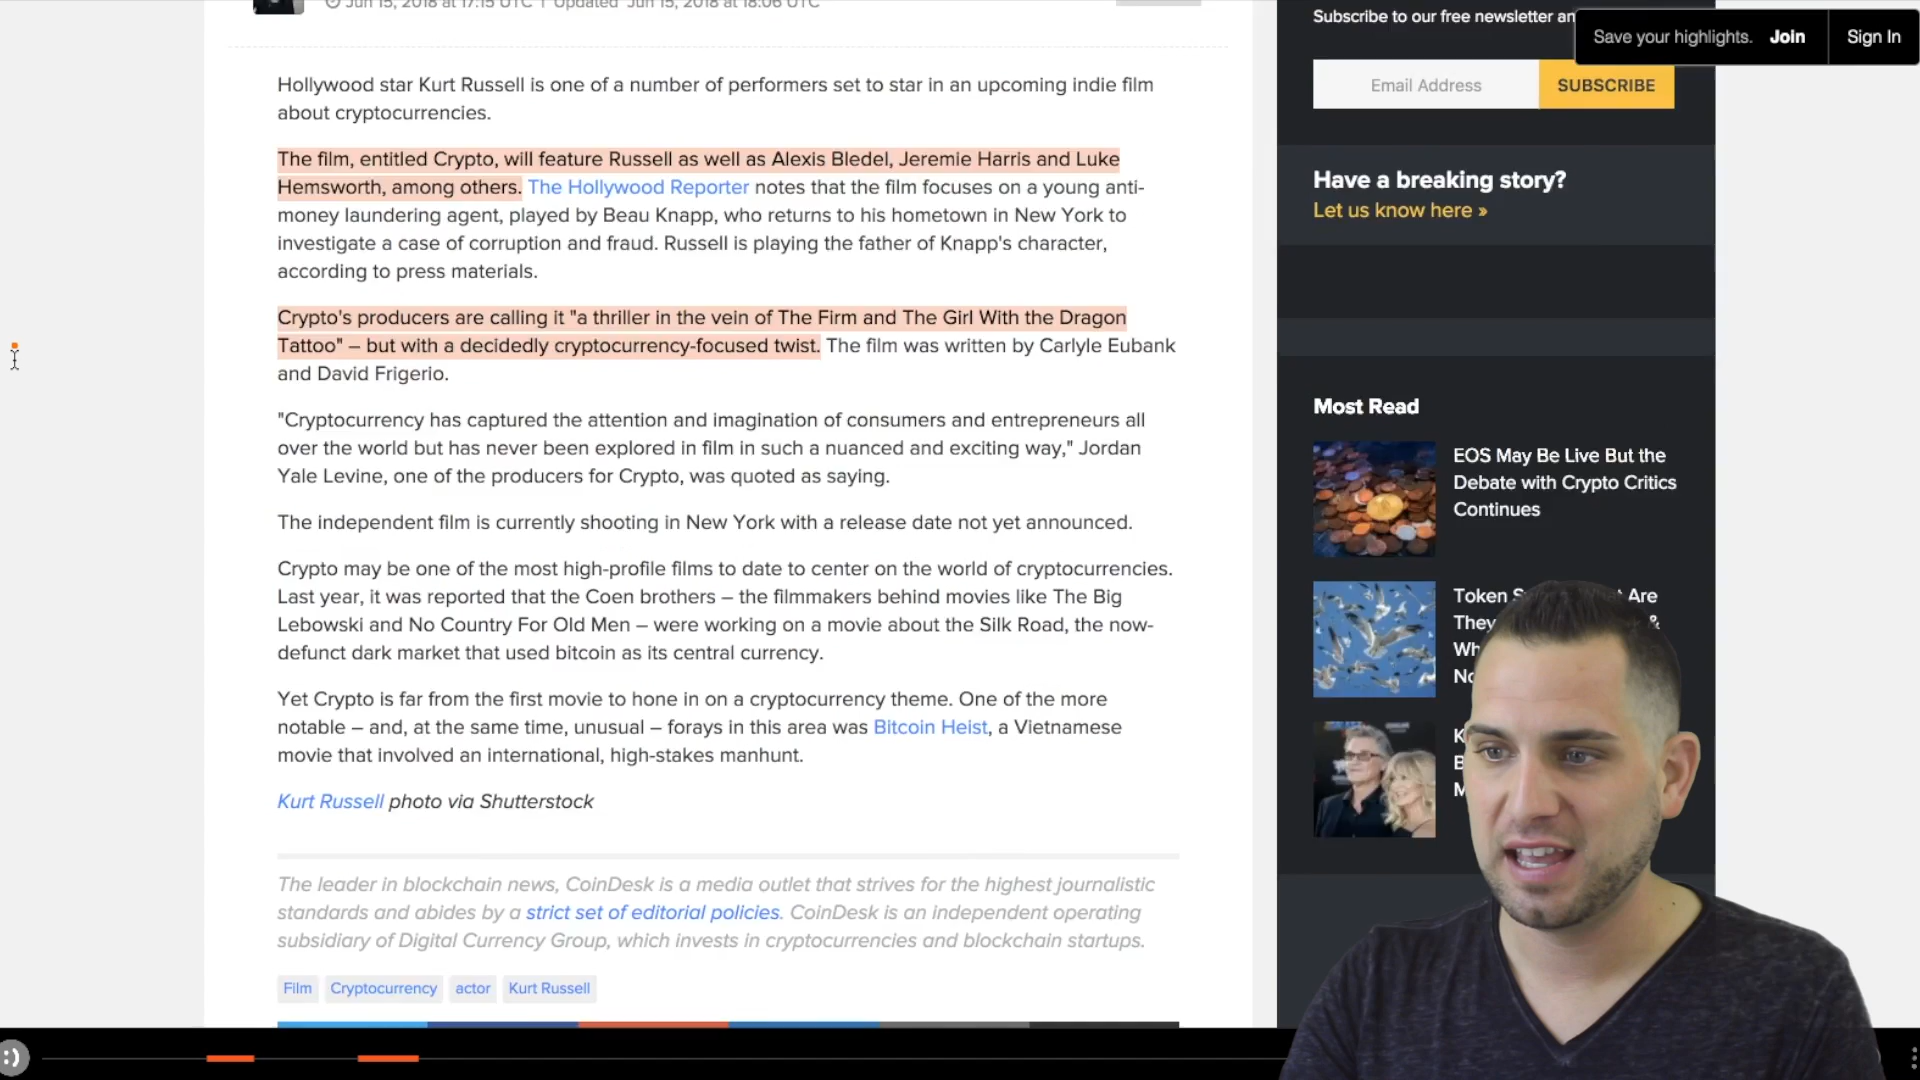 Jun 15, 2018 at 17:15 UTC | Updated Jun 15, 2018 at 18:06 UTC
Hollywood star Kurt Russell is one of a number of performers set to star in an upcoming indie film
about cryptocurrencies.
The film, entitled Crypto, will feature Russell as well as Alexis Bledel, Jeremie Harris and Luke
Hemsworth, among others. The Hollywood Reporter notes that the film focuses on a young anti-
money laundering agent, played by Beau Knapp, who returns to his hometown in New York to
investigate a case of corruption and fraud. Russell is playing the father of Knapp's character,
according to press materials.
Crypto's producers are calling it "a thriller in the vein of The Firm and The Girl With the Dragon
Tattoo" – but with a decidedly cryptocurrency-focused twist. The film was written by Carlyle Eubank
and David Frigerio.
"Cryptocurrency has captured the attention and imagination of consumers and entrepreneurs all
over the world but has never been explored in film in such a nuanced and exciting way," Jordan
Yale Levine, one of the producers for Crypto, was quoted as saying.
The independent film is currently shooting in New York with a release date not yet announced.
Crypto may be one of the most high-profile films to date to center on the world of cryptocurrencies.
Last year, it was reported that the Coen brothers – the filmmakers behind movies like The Big
Lebowski and No Country For Old Men – were working on a movie about the Silk Road, the now-
defunct dark market that used bitcoin as its central currency.
Yet Crypto is far from the first movie to hone in on a cryptocurrency theme. One of the more
notable – and, at the same time, unusual – forays in this area was Bitcoin Heist, a Vietnamese
movie that involved an international, high-stakes manhunt.
Kurt Russell photo via Shutterstock
The leader in blockchain news, CoinDesk is a media outlet that strives for the highest journalistic
standards and abides by a strict set of editorial policies. CoinDesk is an independent operating
subsidiary of Digital Currency Group, which invests in cryptocurrencies and blockchain startups.
Film Cryptocurrency actor Kurt Russell
Subscribe to our free newsletter
Save your highlights. Join Sign In
Email Address SUBSCRIBE
Have a breaking story?
Let us know here »
Most Read
EOS May Be Live But the
Debate with Crypto Critics
Continues
Token Are
They &
:)